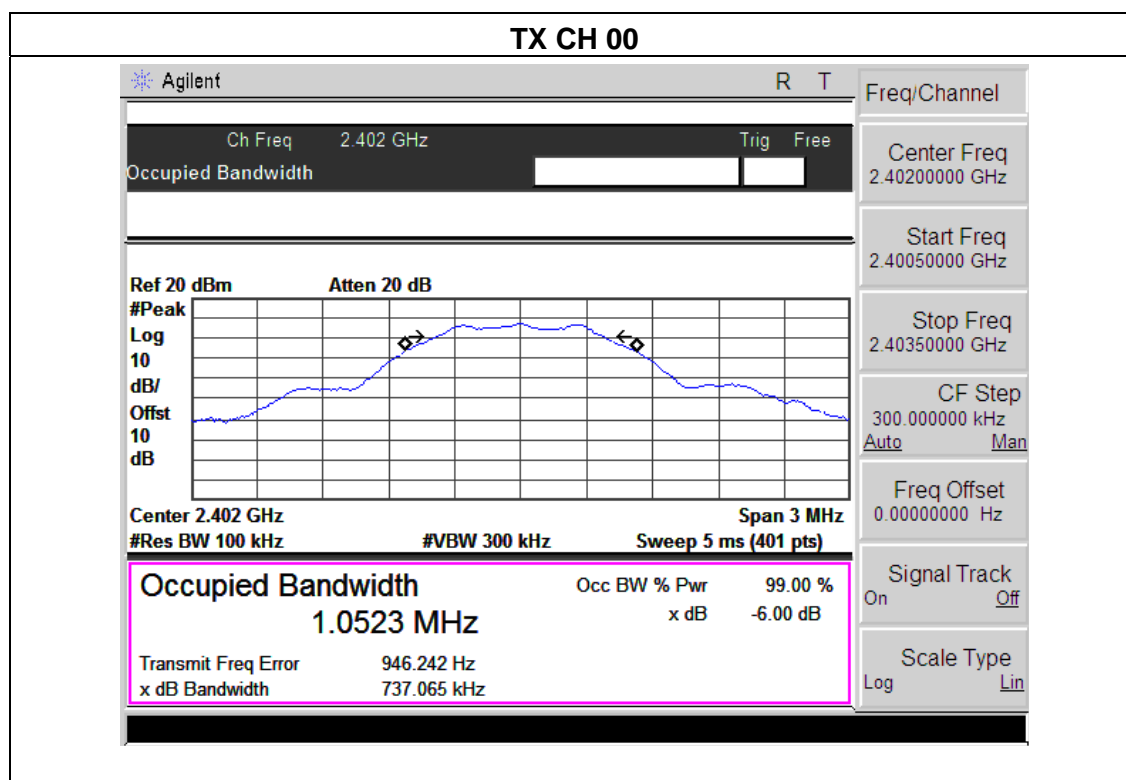 TX CH 00
Agilent R T
Ch Freq 2.402 GHz Trig Free
Occupied Bandwidth
Ref 20 dBm Atten 20 dB
#Peak
Log
10
dB/
Offst
10
dB
Center 2.402 GHz Span 3 MHz
#Res BW 100 kHz #VBW 300 kHz Sweep 5 ms (401 pts)
Occupied Bandwidth Occ BW % Pwr 99.00 %
1.0523 MHz x dB -6.00 dB
Transmit Freq Error 946.242 Hz
x dB Bandwidth 737.065 kHz
Freq/Channel
Center Freq
2.40200000 GHz
Start Freq
2.40050000 GHz
Stop Freq
2.40350000 GHz
CF Step
300.000000 kHz
Auto Man
Freq Offset
0.00000000 Hz
Signal Track
On Off
Scale Type
Log Lin